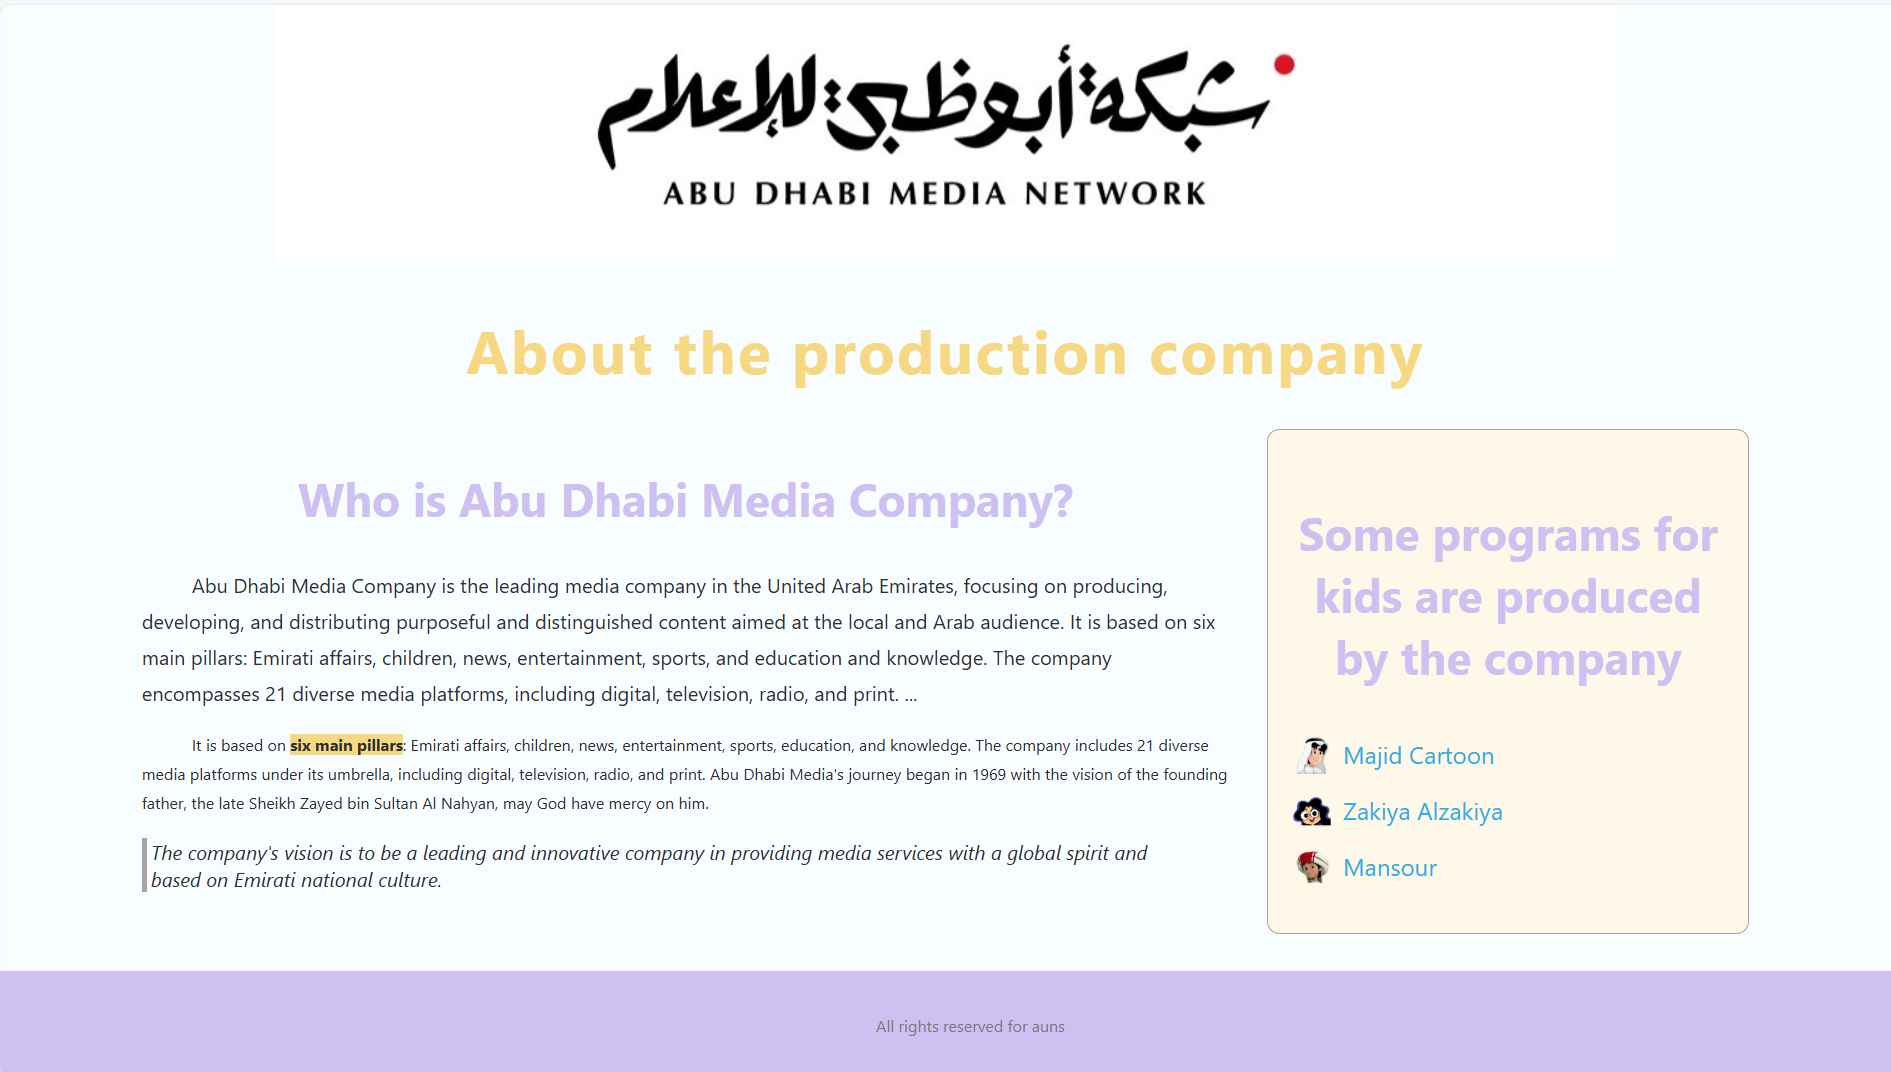 شبكة أبوظبي للإعلام
ABU DHABI MEDIA NETWORK
About the production company
Who is Abu Dhabi Media Company?
Abu Dhabi Media Company is the leading media company in the United Arab Emirates, focusing on producing,
developing, and distributing purposeful and distinguished content aimed at the local and Arab audience. It is based on six
main pillars: Emirati affairs, children, news, entertainment, sports, and education and knowledge. The company
encompasses 21 diverse media platforms, including digital, television, radio, and print. ...
It is based on six main pillars: Emirati affairs, children, news, entertainment, sports, education, and knowledge. The company includes 21 diverse
media platforms under its umbrella, including digital, television, radio, and print. Abu Dhabi Media's journey began in 1969 with the vision of the founding
father, the late Sheikh Zayed bin Sultan Al Nahyan, may God have mercy on him.
The company's vision is to be a leading and innovative company in providing media services with a global spirit and
based on Emirati national culture.
Some programs for
kids are produced
by the company
Majid Cartoon
Zakiya Alzakiya
Mansour
All rights reserved for auns